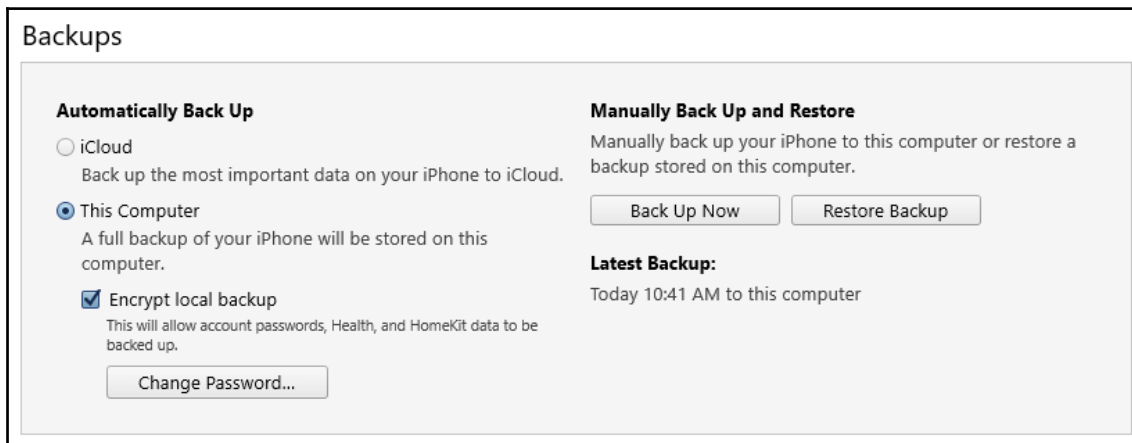 Backups
Automatically Back Up
iCloud
Back up the most important data on your iPhone to iCloud.
This Computer
A full backup of your iPhone will be stored on this
computer.
Encrypt local backup
This will allow account passwords, Health, and HomeKit data to be
backed up.
Change Password...
Manually Back Up and Restore
Manually back up your iPhone to this computer or restore a
backup stored on this computer.
Back Up Now
Restore Backup
Latest Backup:
Today 10:41 AM to this computer